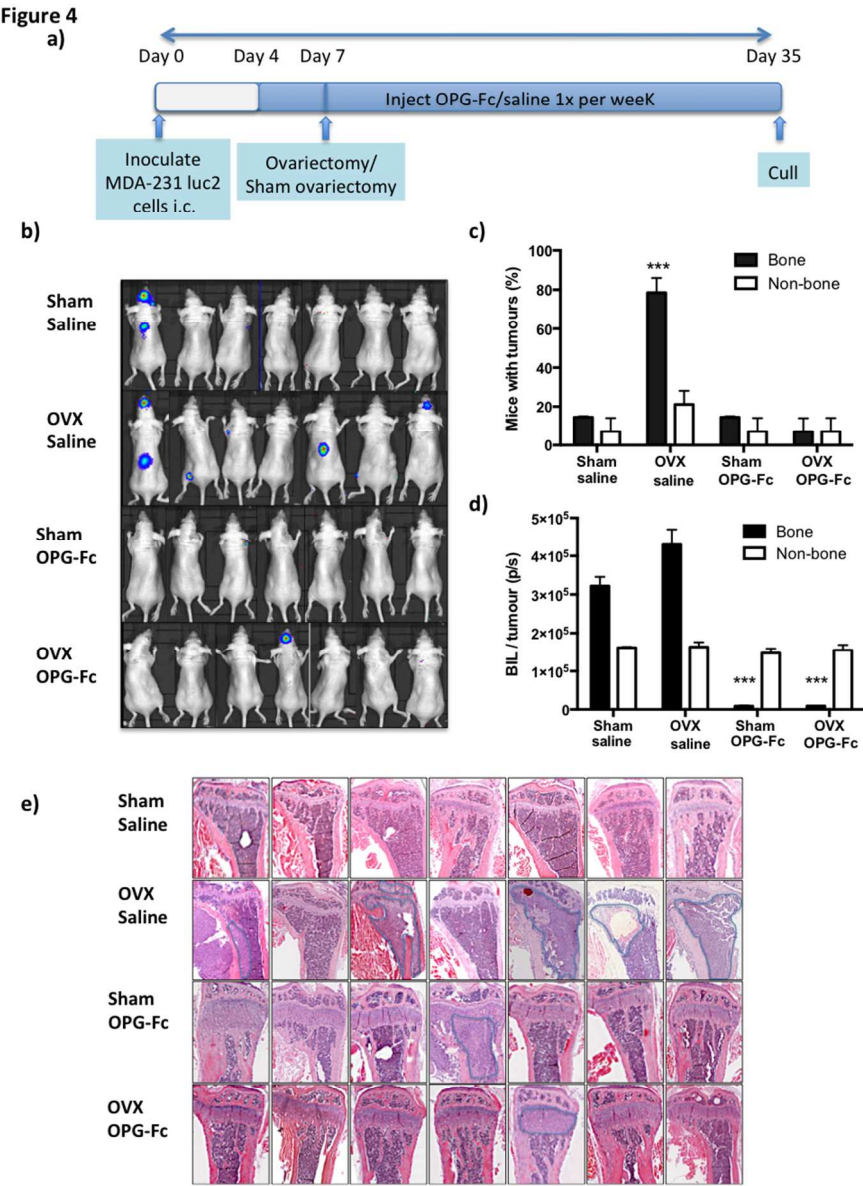 Figure 4
a)
Day 0 Day 4 Day 7 Day 35
Inject OPG-Fc/saline 1x per weeK
Inoculate
MDA-231 luc2
cells i.c.
Ovariectomy/
Sham ovariectomy
Cull
b)
Sham
Saline
OVX
Saline
Sham
OPG-Fc
OVX
OPG-Fc
c)
Mice with tumours (%)
100
80
60
40
20
0
***
Bone
Non-bone
Sham
saline
OVX
saline
Sham
OPG-Fc
OVX
OPG-Fc
d)
BIL / tumour (p/s)
5×10⁵
4×10⁵
3×10⁵
2×10⁵
1×10⁵
0
Bone
Non-bone
*** ***
Sham
saline
OVX
saline
Sham
OPG-Fc
OVX
OPG-Fc
e)
Sham
Saline
OVX
Saline
Sham
OPG-Fc
OVX
OPG-Fc